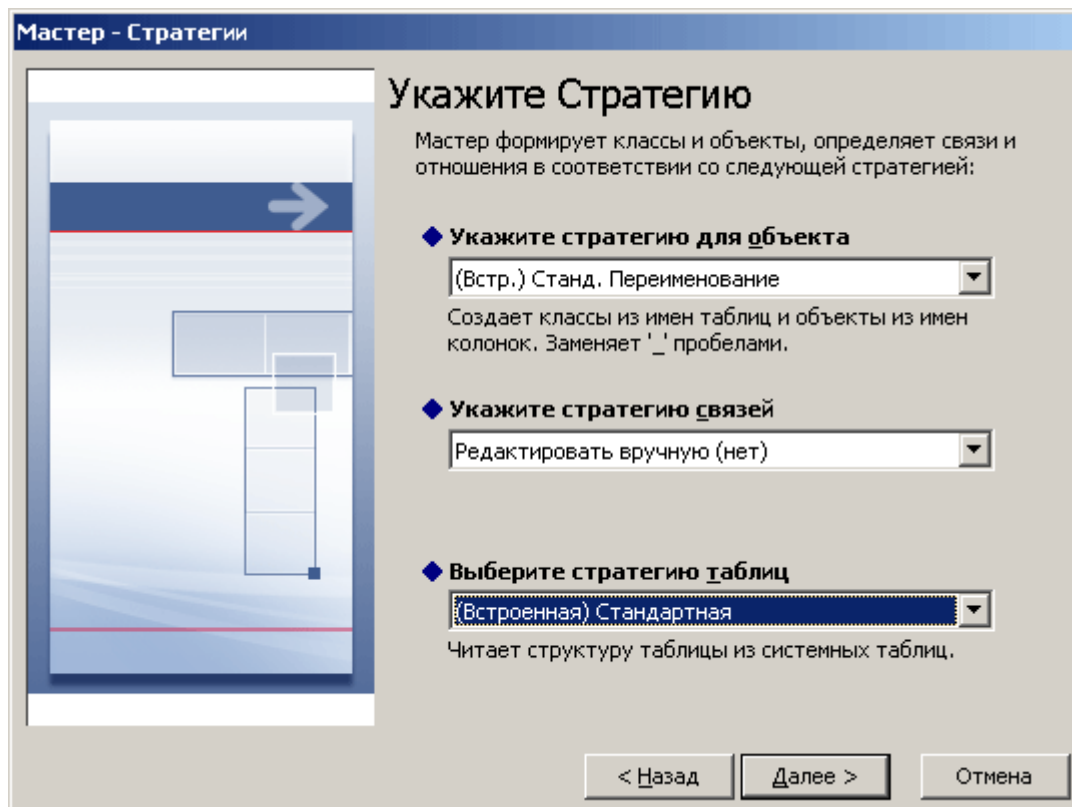 Мастер - Стратегии
Укажите Стратегию
Мастер формирует классы и объекты, определяет связи и
отношения в соответствии со следующей стратегией:
Укажите стратегию для объекта
(Встр.) Станд. Переименование
Создает классы из имен таблиц и объекты из имен
колонок. Заменяет '_' пробелами.
Укажите стратегию связей
Редактировать вручную (нет)
Выберите стратегию таблиц
(Встроенная) Стандартная
Читает структуру таблицы из системных таблиц.
< Назад
Далее >
Отмена